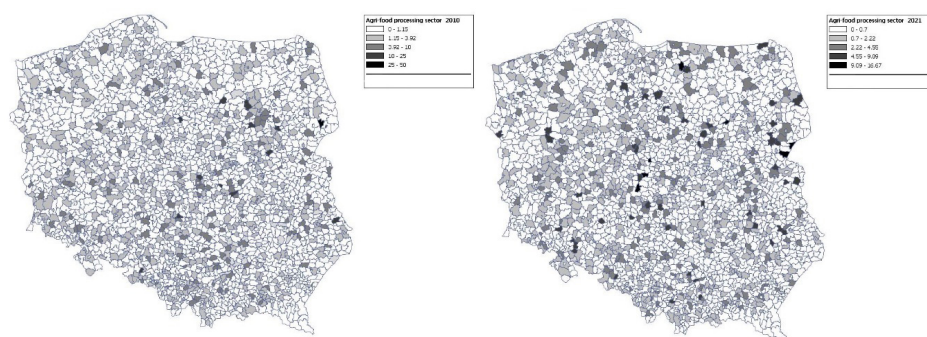 Agri-food processing sector 2010
0 - 1.15
1.15 - 3.92
3.92 - 10
10 - 25
25 - 50
Agri-food processing sector 2021
0 - 0.7
0.7 - 2.22
2.22 - 4.55
4.55 - 9.09
9.09 - 16.67